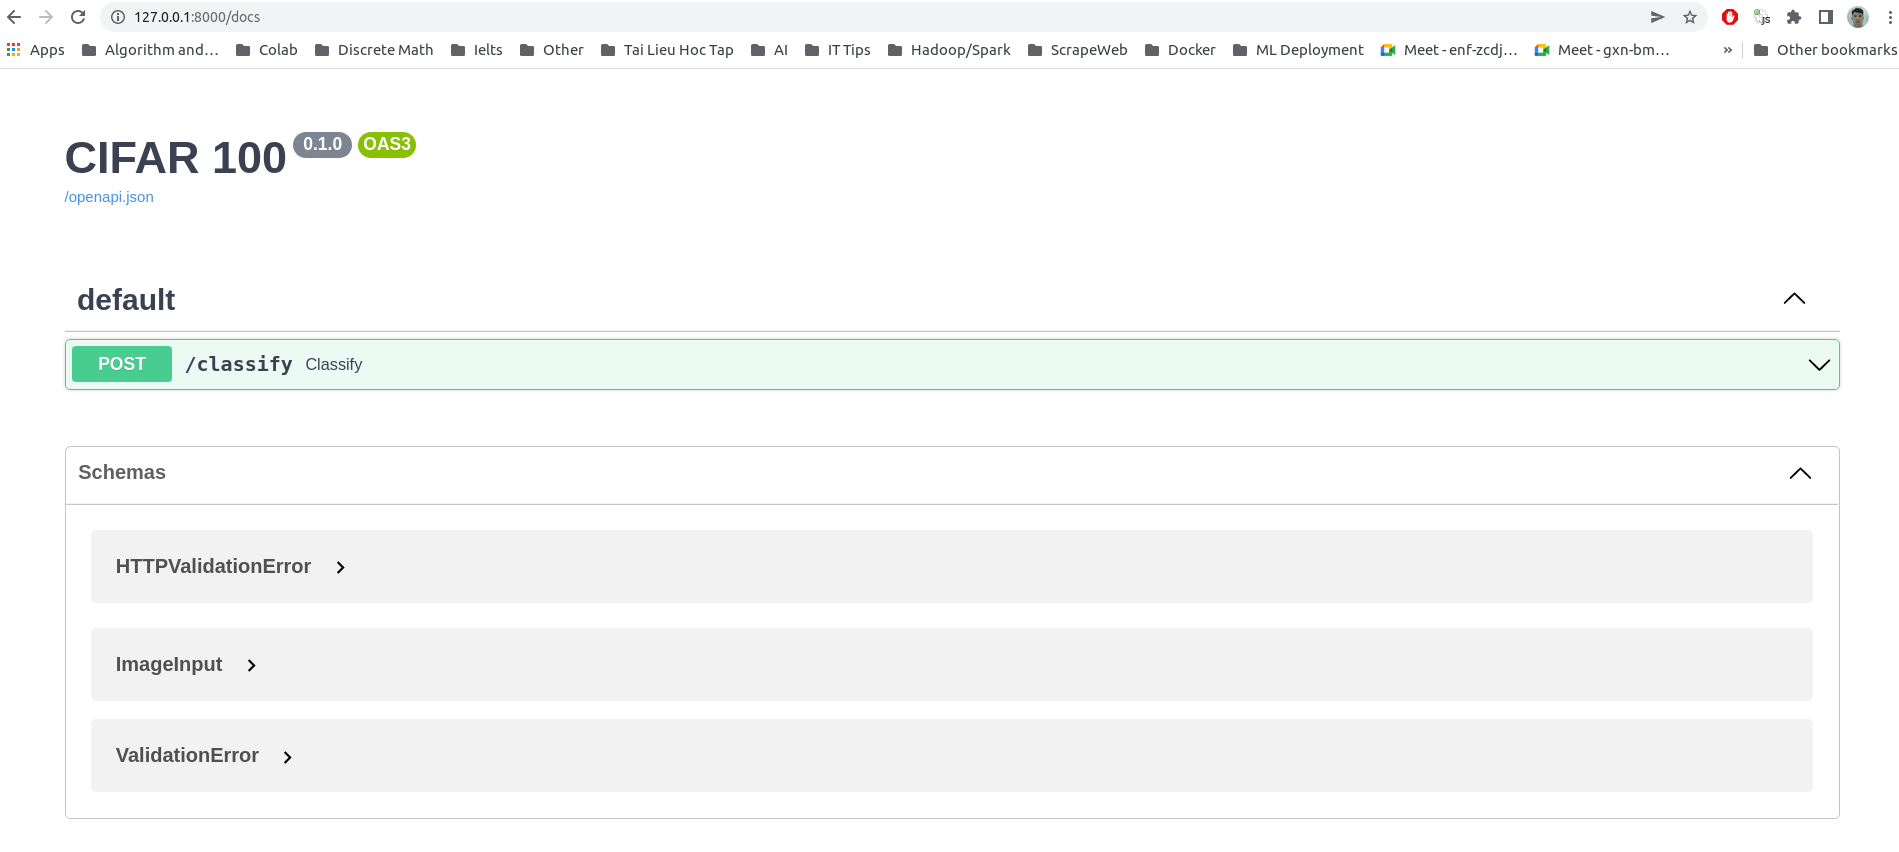 127.0.0.1:8000/docs
Apps Algorithm and... Colab Discrete Math Ielts Other Tai Lieu Hoc Tap AI IT Tips Hadoop/Spark ScrapeWeb Docker ML Deployment Meet - enf-zcdj... Meet - gxn-bm... » Other bookmarks
CIFAR 100 0.1.0 OAS3
/openapi.json
default
POST /classify Classify
Schemas
HTTPValidationError
ImageInput
ValidationError